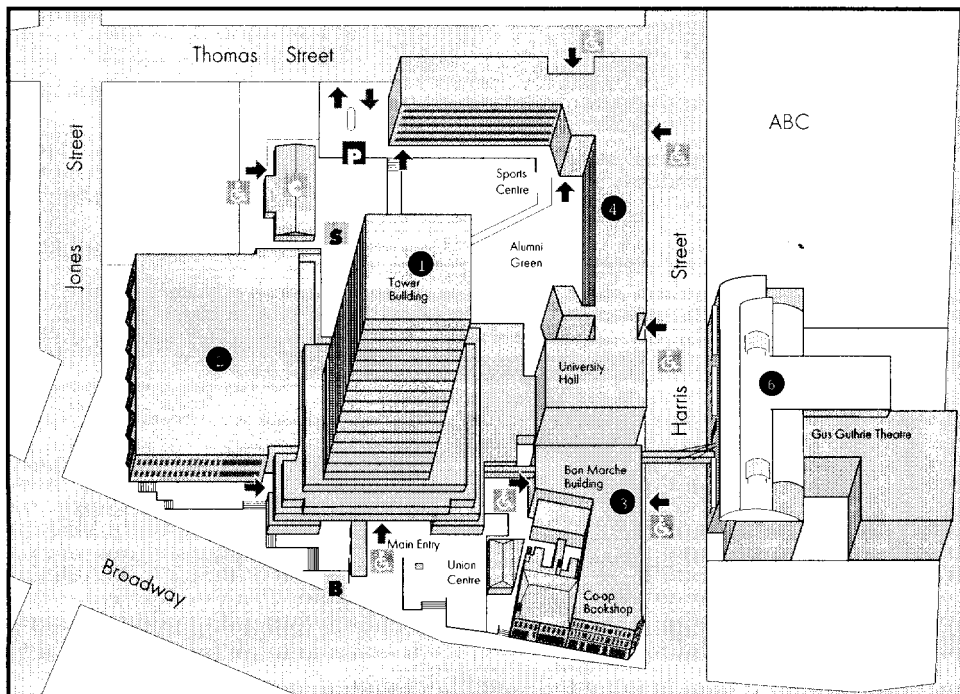 Thomas Street
ABC
Jones Street
P
Sports
Centre
4
S
1
Tower
Building
Alumni
Green
Harris Street
2
University
Hall
6
Gus Guthrie Theatre
Bon Marche
Building
3
Main Entry
Union
Centre
B
Broadway
Co-op
Bookshop